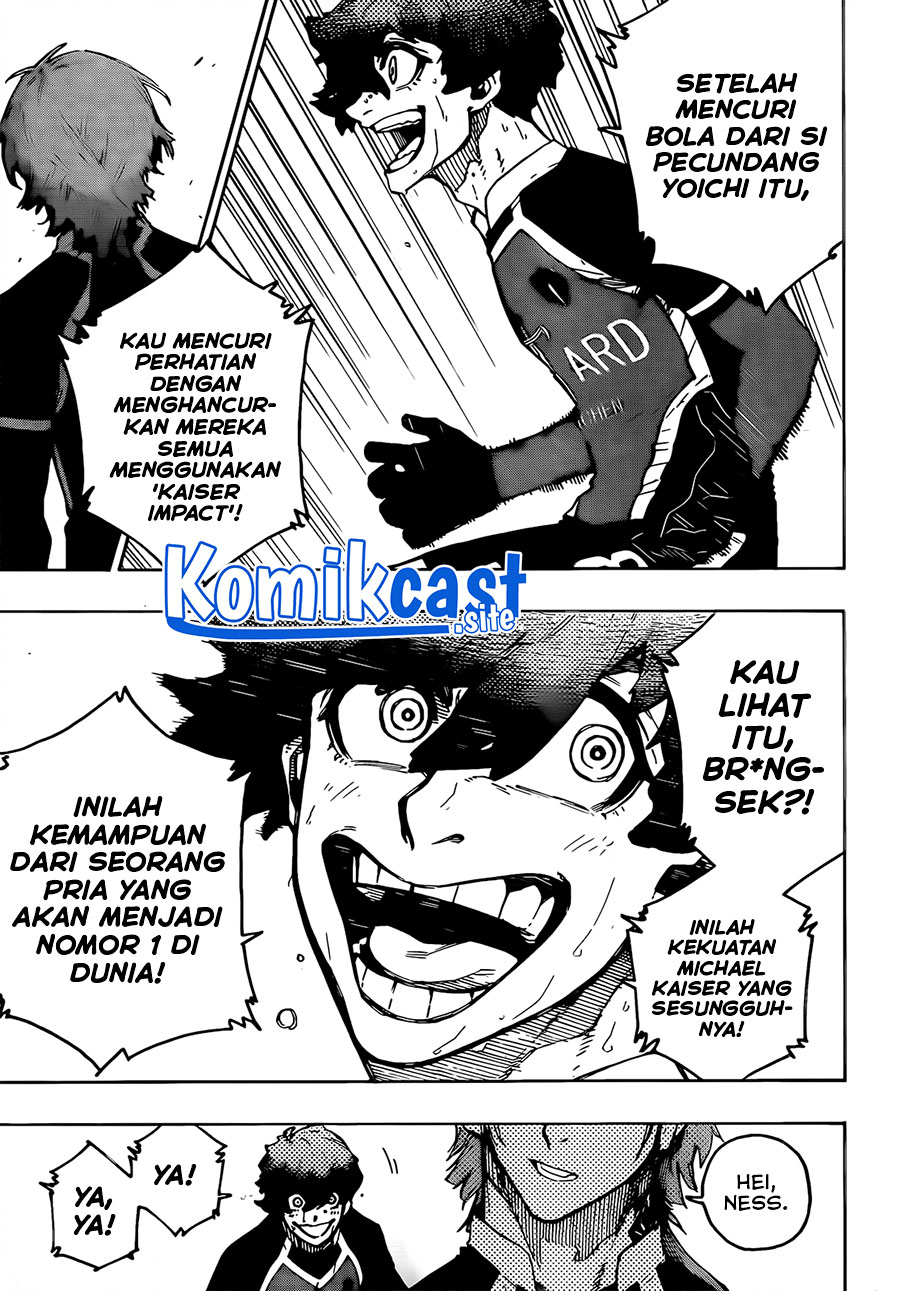 SETELAH
MENCURI
BOLA DARI SI
PECUNDANG
YOICHI ITU,
KAU MENCURI
PERHATIAN
DENGAN
MENGHANCUR-
KAN MEREKA
SEMUA
MENGGUNAKAN
'KAISER
IMPACT'!
ARD
CHEN
Komikcast
.site
KAU
LIHAT
ITU,
BR*NG-
SEK?!
INILAH
KEKUATAN
MICHAEL
KAISER YANG
SESUNGGUH-
NYA!
INILAH
KEMAMPUAN
DARI SEORANG
PRIA YANG
AKAN MENJADI
NOMOR 1 DI
DUNIA!
HEI,
NESS.
YA!
YA,
YA!